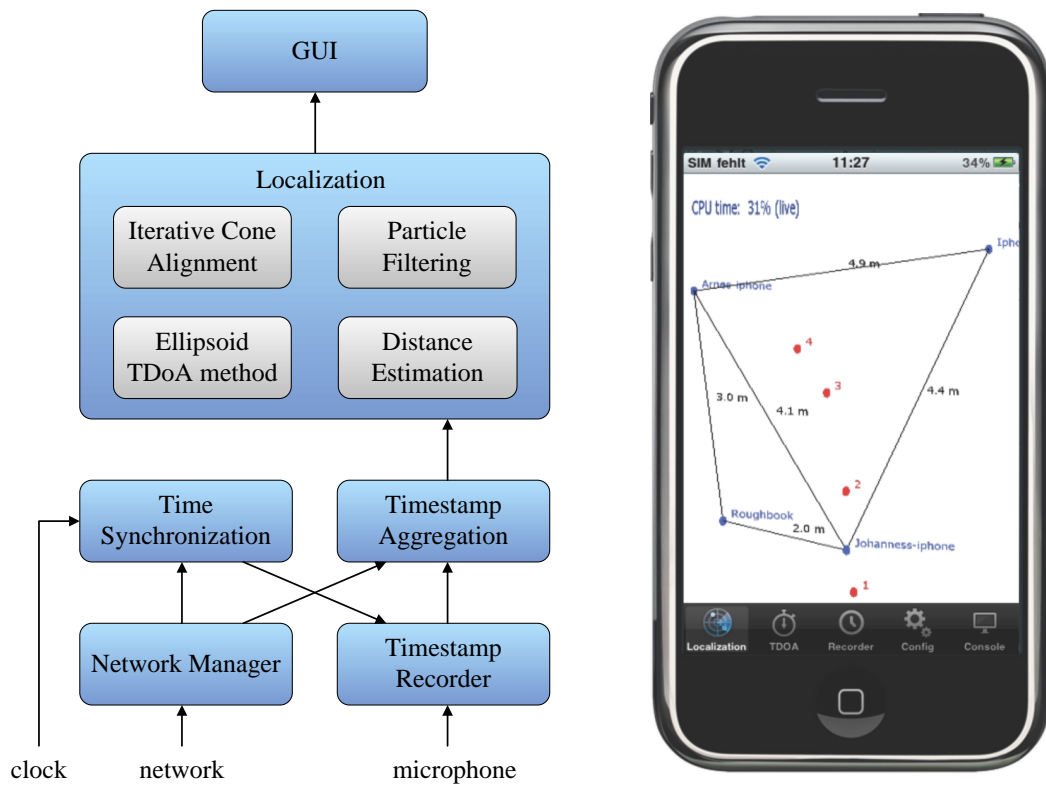 GUI
Localization
Iterative Cone
Alignment
Particle
Filtering
Ellipsoid
TDoA method
Distance
Estimation
Time
Synchronization
Timestamp
Aggregation
Network Manager
Timestamp
Recorder
clock
network
microphone
SIM fehlt
11:27
34%
CPU time: 31% (live)
Iphe
4.9 m
Arnes-iphone
4
3
3.0 m
4.1 m
4.4 m
2
Roughbook
2.0 m
Johanness-iphone
1
Localization
TDOA
Recorder
Config
Console